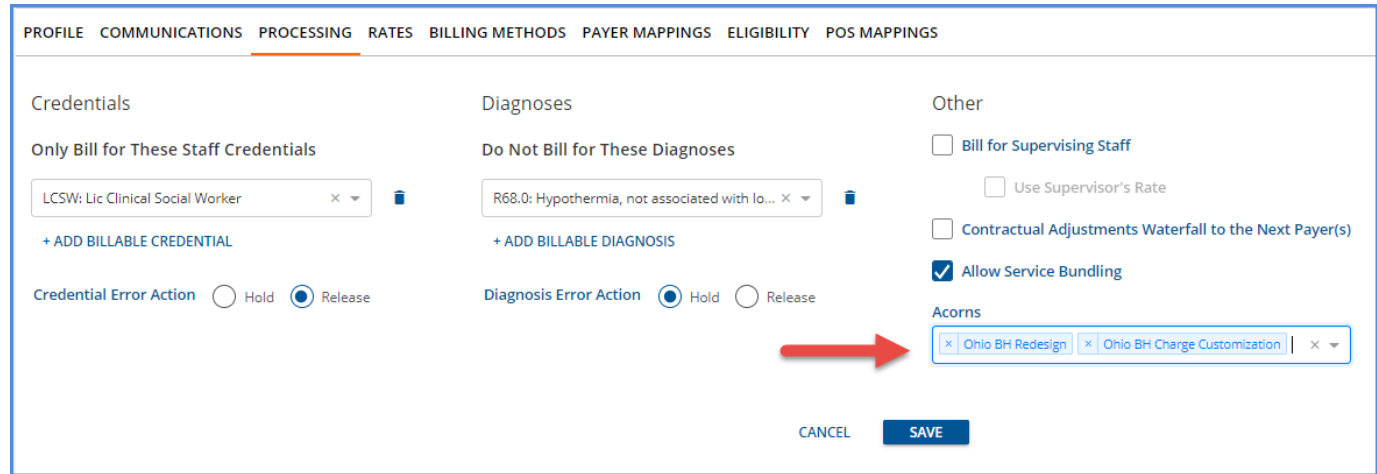 PROFILE COMMUNICATIONS PROCESSING RATES BILLING METHODS PAYER MAPPINGS ELIGIBILITY POS MAPPINGS
Credentials
Only Bill for These Staff Credentials
LCSW: Lic Clinical Social Worker
+ ADD BILLABLE CREDENTIAL
Credential Error Action Hold Release
Diagnoses
Do Not Bill for These Diagnoses
R68.0: Hypothermia, not associated with lo...
+ ADD BILLABLE DIAGNOSIS
Diagnosis Error Action Hold Release
Other
Bill for Supervising Staff
Use Supervisor's Rate
Contractual Adjustments Waterfall to the Next Payer(s)
Allow Service Bundling
Acorns
× Ohio BH Redesign × Ohio BH Charge Customization
CANCEL SAVE